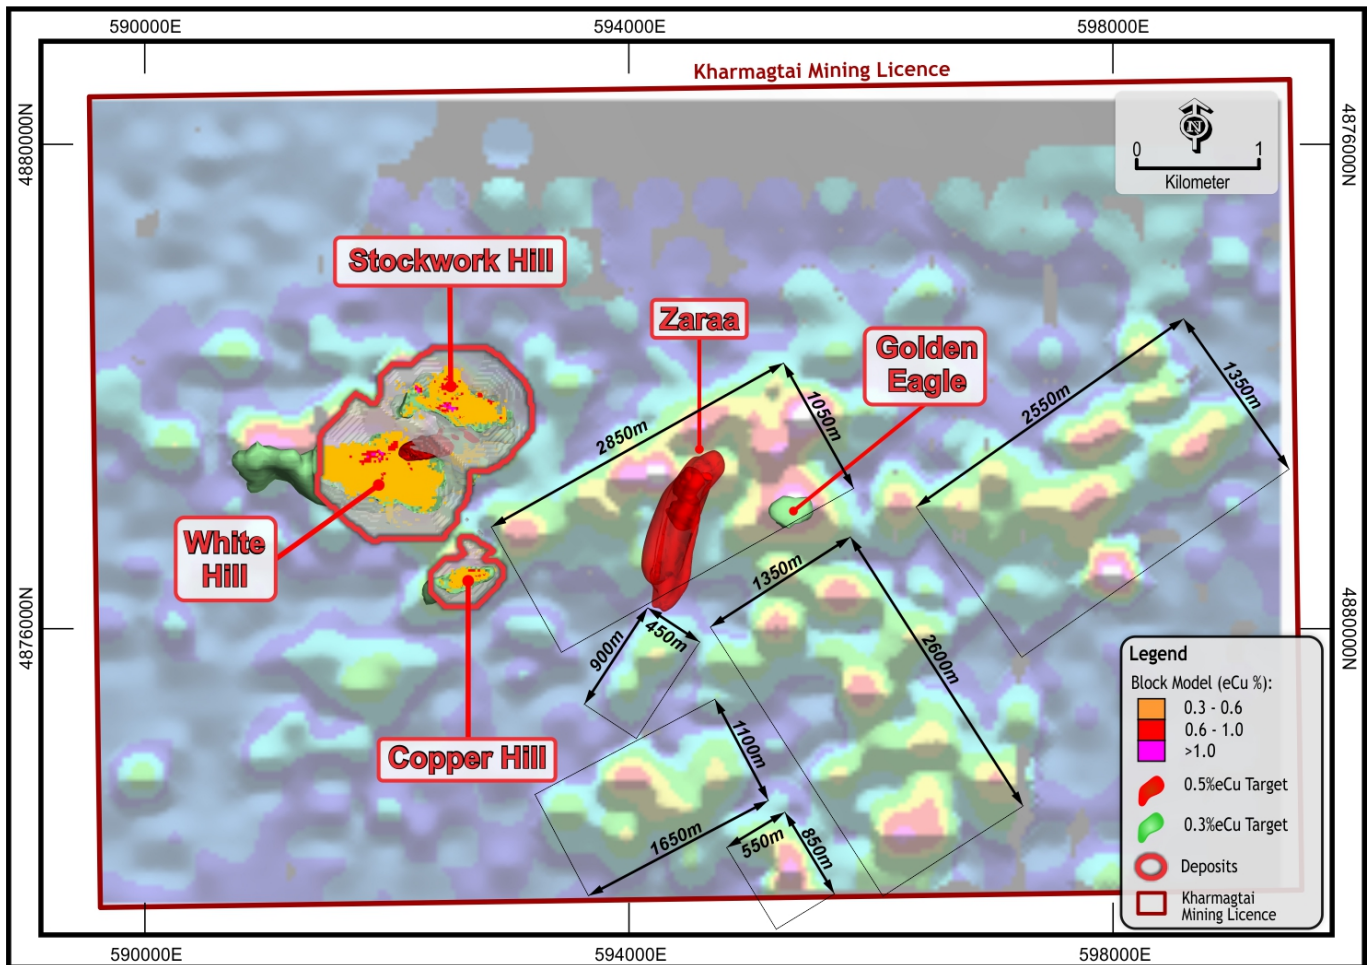 590000E
594000E
598000E
Kharmagtai Mining Licence
4880000N
4876000N
N
0
1
Kilometer
Stockwork Hill
Zaraa
Golden
Eagle
2850m
1050m
2550m
1350m
White
Hill
1350m
2600m
900m
450m
4876000N
4880000N
Copper Hill
1100m
1650m
550m
850m
Legend
Block Model (eCu %):
0.3 - 0.6
0.6 - 1.0
>1.0
0.5%eCu Target
0.3%eCu Target
Deposits
Kharmagtai
Mining Licence
590000E
594000E
598000E